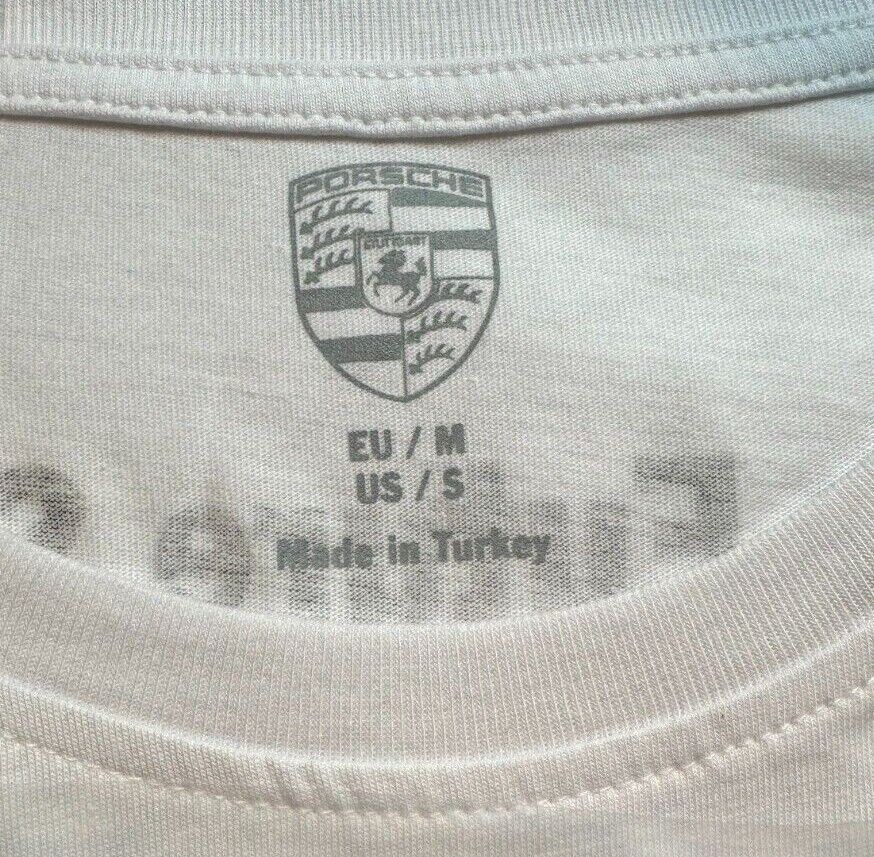 PORSCHE
STUTTGART
EU / M
US / S
Made in Turkey